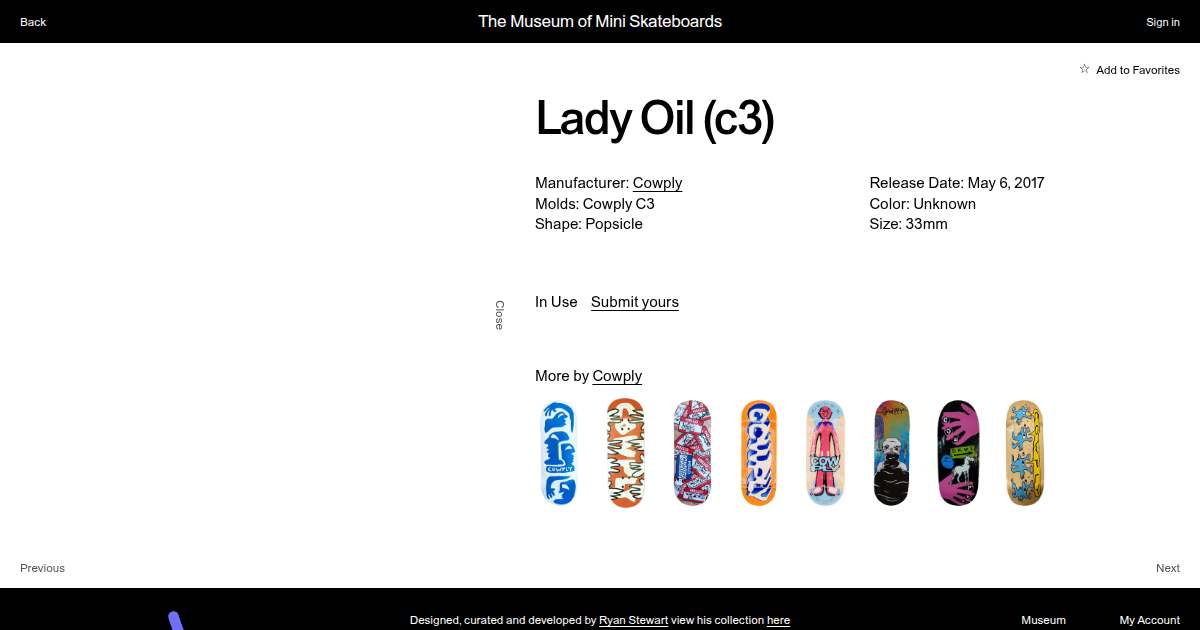 Back
The Museum of Mini Skateboards
Sign in
☆ Add to Favorites
Lady Oil (c3)
Manufacturer: Cowply
Molds: Cowply C3
Shape: Popsicle
Release Date: May 6, 2017
Color: Unknown
Size: 33mm
Close
In Use Submit yours
More by Cowply
COWPLY
Previous
Next
Designed, curated and developed by Ryan Stewart view his collection here
Museum
My Account